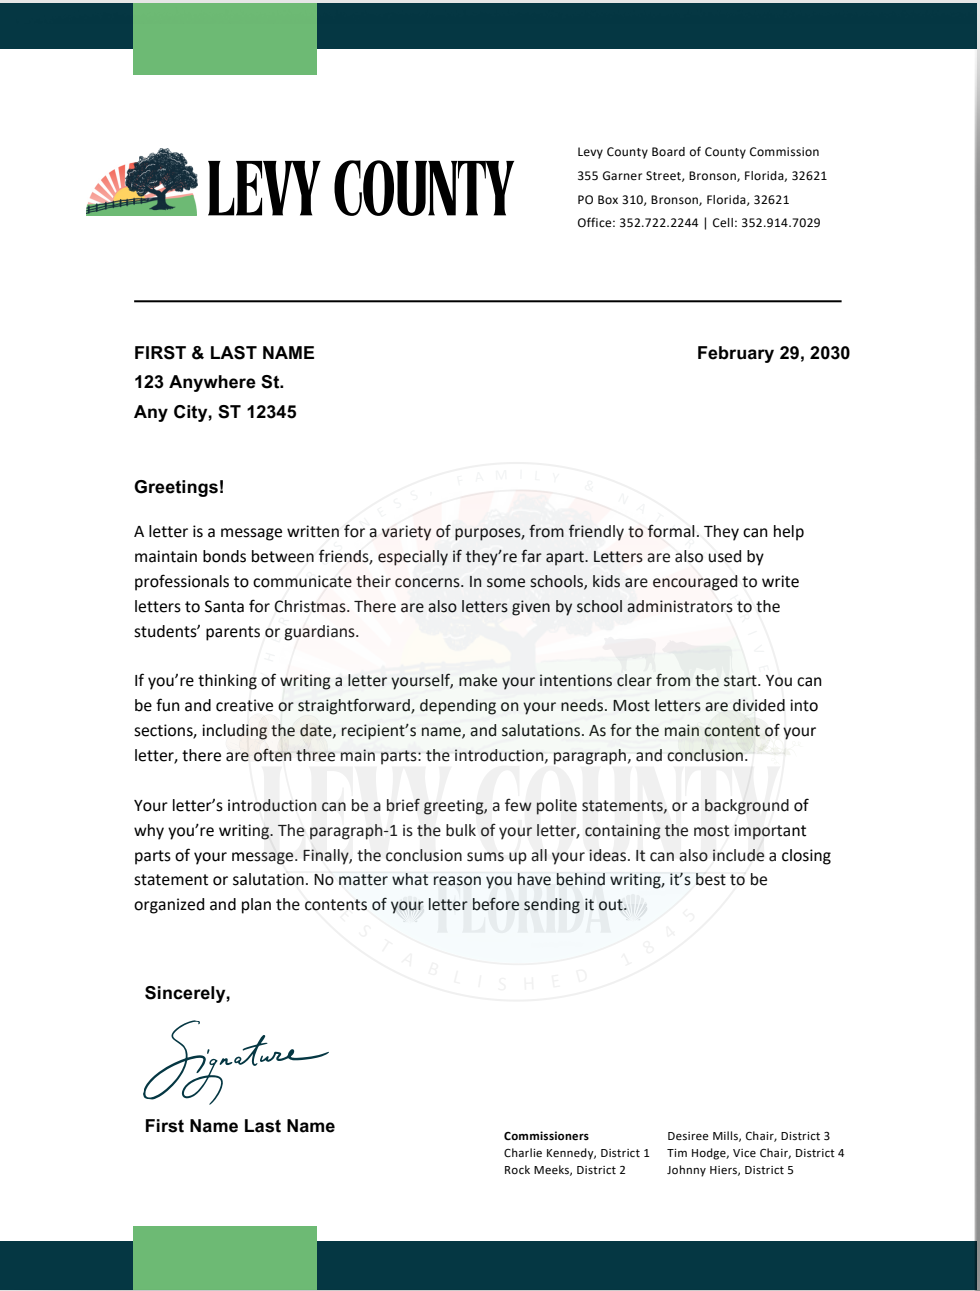 LEVY COUNTY
Levy County Board of County Commission
355 Garner Street, Bronson, Florida, 32621
PO Box 310, Bronson, Florida, 32621
Office: 352.722.2244 | Cell: 352.914.7029
FIRST & LAST NAME
February 29, 2030
123 Anywhere St.
Any City, ST 12345
Greetings!
A letter is a message written for a variety of purposes, from friendly to formal. They can help
maintain bonds between friends, especially if they're far apart. Letters are also used by
professionals to communicate their concerns. In some schools, kids are encouraged to write
letters to Santa for Christmas. There are also letters given by school administrators to the
students' parents or guardians.
If you're thinking of writing a letter yourself, make your intentions clear from the start. You can
be fun and creative or straightforward, depending on your needs. Most letters are divided into
sections, including the date, recipient's name, and salutations. As for the main content of your
letter, there are often three main parts: the introduction, paragraph, and conclusion.
Your letter's introduction can be a brief greeting, a few polite statements, or a background of
why you're writing. The paragraph-1 is the bulk of your letter, containing the most important
parts of your message. Finally, the conclusion sums up all your ideas. It can also include a closing
statement or salutation. No matter what reason you have behind writing, it's best to be
organized and plan the contents of your letter before sending it out.
FAMILY &
LEVY COUNTY
FLORIDA
ESTABLISHED 1845
Sincerely,
Signature
First Name Last Name
Commissioners
Charlie Kennedy, District 1
Rock Meeks, District 2
Desiree Mills, Chair, District 3
Tim Hodge, Vice Chair, District 4
Johnny Hiers, District 5